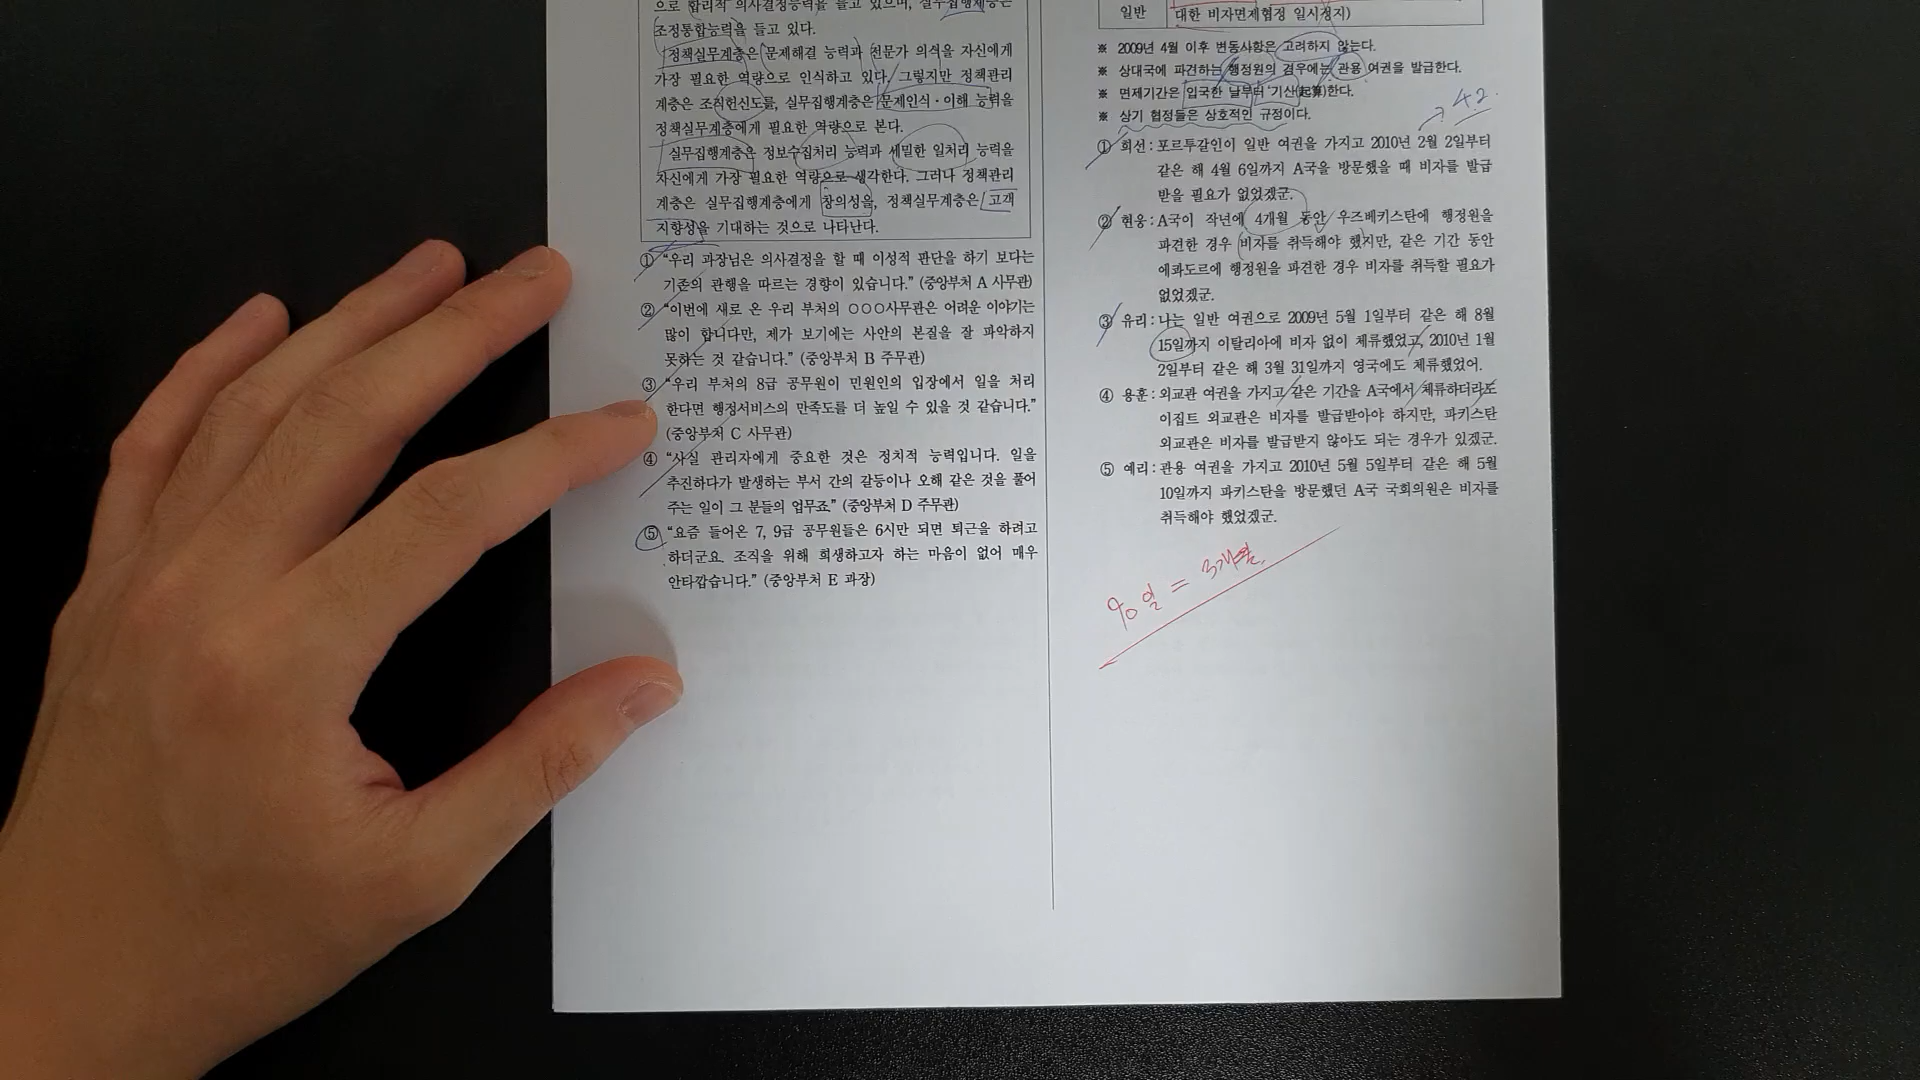 으로 합리적 의사결정능력을 들고 있으며, 실무집행계층은
조정통합능력을 들고 있다.
정책실무계층은 문제해결 능력과 전문가 의식을 자신에게
가장 필요한 역량으로 인식하고 있다. 그렇지만 정책관리
계층은 조직헌신도를, 실무집행계층은 문제인식·이해 능력을
정책실무계층에게 필요한 역량으로 본다.
실무집행계층은 정보수집처리 능력과 세밀한 일처리 능력을
자신에게 가장 필요한 역량으로 생각한다. 그러나 정책관리
계층은 실무집행계층에게 창의성을, 정책실무계층은 고객
지향성을 기대하는 것으로 나타난다.
① “우리 과장님은 의사결정을 할 때 이성적 판단을 하기 보다는
기존의 관행을 따르는 경향이 있습니다.” (중앙부처 A 사무관)
② “이번에 새로 온 우리 부처의 ○○○사무관은 어려운 이야기는
많이 합니다만, 제가 보기에는 사안의 본질을 잘 파악하지
못하는 것 같습니다.” (중앙부처 B 주무관)
③ “우리 부처의 8급 공무원이 민원인의 입장에서 일을 처리
한다면 행정서비스의 만족도를 더 높일 수 있을 것 같습니다.”
(중앙부처 C 사무관)
④ “사실 관리자에게 중요한 것은 정치적 능력입니다. 일을
추진하다가 발생하는 부서 간의 갈등이나 오해 같은 것을 풀어
주는 일이 그 분들의 업무죠.” (중앙부처 D 주무관)
⑤ “요즘 들어온 7, 9급 공무원들은 6시만 되면 퇴근을 하려고
하더군요. 조직을 위해 희생하고자 하는 마음이 없어 매우
안타깝습니다.” (중앙부처 E 과장)
일반 대한 비자면제협정 일시정지)
※ 2009년 4월 이후 변동사항은 고려하지 않는다.
※ 상대국에 파견하는 행정원의 경우에는 관용 여권을 발급한다.
※ 면제기간은 입국한 날부터 기산(起算)한다.
※ 상기 협정들은 상호적인 규정이다.
4.2.
① 희선: 포르투갈인이 일반 여권을 가지고 2010년 2월 2일부터
같은 해 4월 6일까지 A국을 방문했을 때 비자를 발급
받을 필요가 없었겠군.
② 현웅: A국이 작년에 4개월 동안 우즈베키스탄에 행정원을
파견한 경우 비자를 취득해야 했지만, 같은 기간 동안
에콰도르에 행정원을 파견한 경우 비자를 취득할 필요가
없었겠군.
③ 유리: 나는 일반 여권으로 2009년 5월 1일부터 같은 해 8월
15일까지 이탈리아에 비자 없이 체류했었고, 2010년 1월
2일부터 같은 해 3월 31일까지 영국에도 체류했었어.
④ 용훈: 외교관 여권을 가지고 같은 기간을 A국에서 체류하더라도
이집트 외교관은 비자를 발급받아야 하지만, 파키스탄
외교관은 비자를 발급받지 않아도 되는 경우가 있겠군.
⑤ 예리: 관용 여권을 가지고 2010년 5월 5일부터 같은 해 5월
10일까지 파키스탄을 방문했던 A국 국회의원은 비자를
취득해야 했었겠군.
90일 = 3개월.